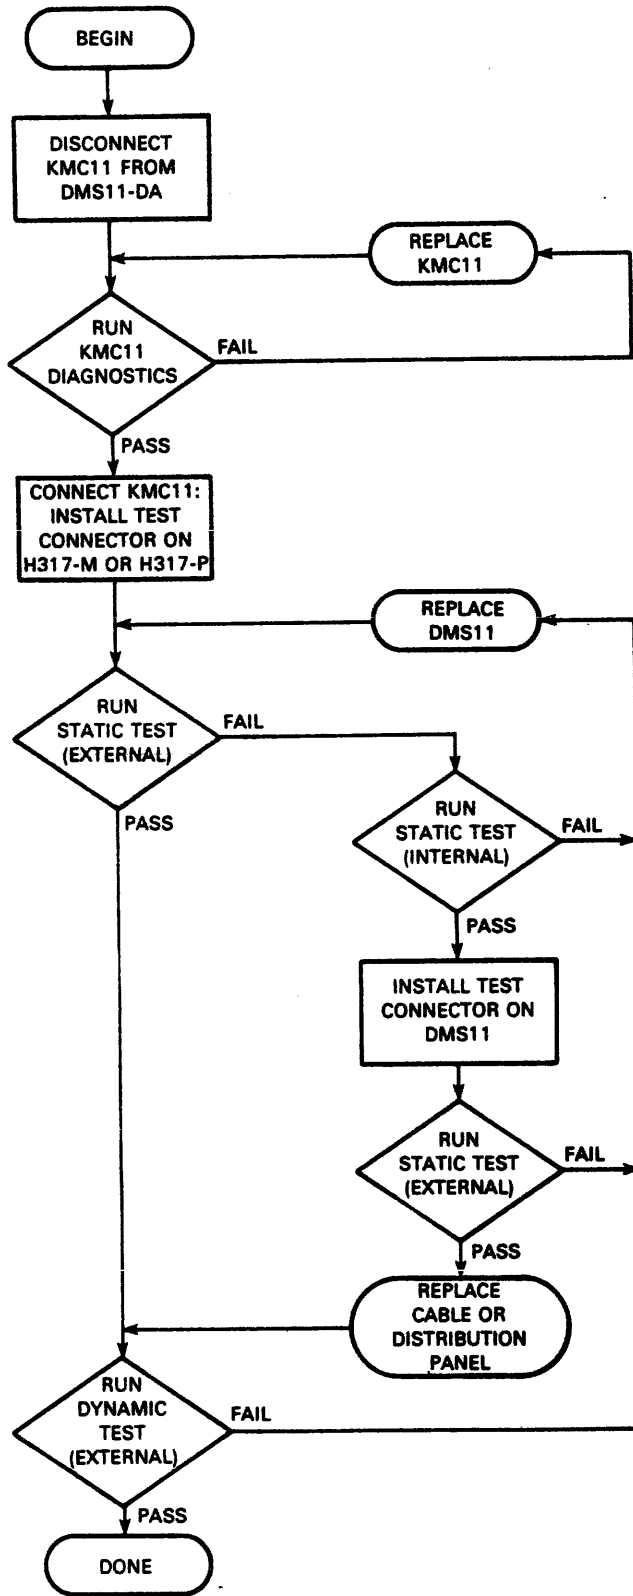 BEGIN
DISCONNECT
KMC11 FROM
DMS11-DA
REPLACE
KMC11
RUN
KMC11
DIAGNOSTICS
FAIL
PASS
CONNECT KMC11:
INSTALL TEST
CONNECTOR ON
H317-M OR H317-P
REPLACE
DMS11
RUN
STATIC TEST
(EXTERNAL)
FAIL
PASS
RUN
STATIC TEST
(INTERNAL)
FAIL
PASS
INSTALL TEST
CONNECTOR ON
DMS11
RUN
STATIC TEST
(EXTERNAL)
FAIL
PASS
REPLACE
CABLE OR
DISTRIBUTION
PANEL
RUN
DYNAMIC
TEST
(EXTERNAL)
FAIL
PASS
DONE